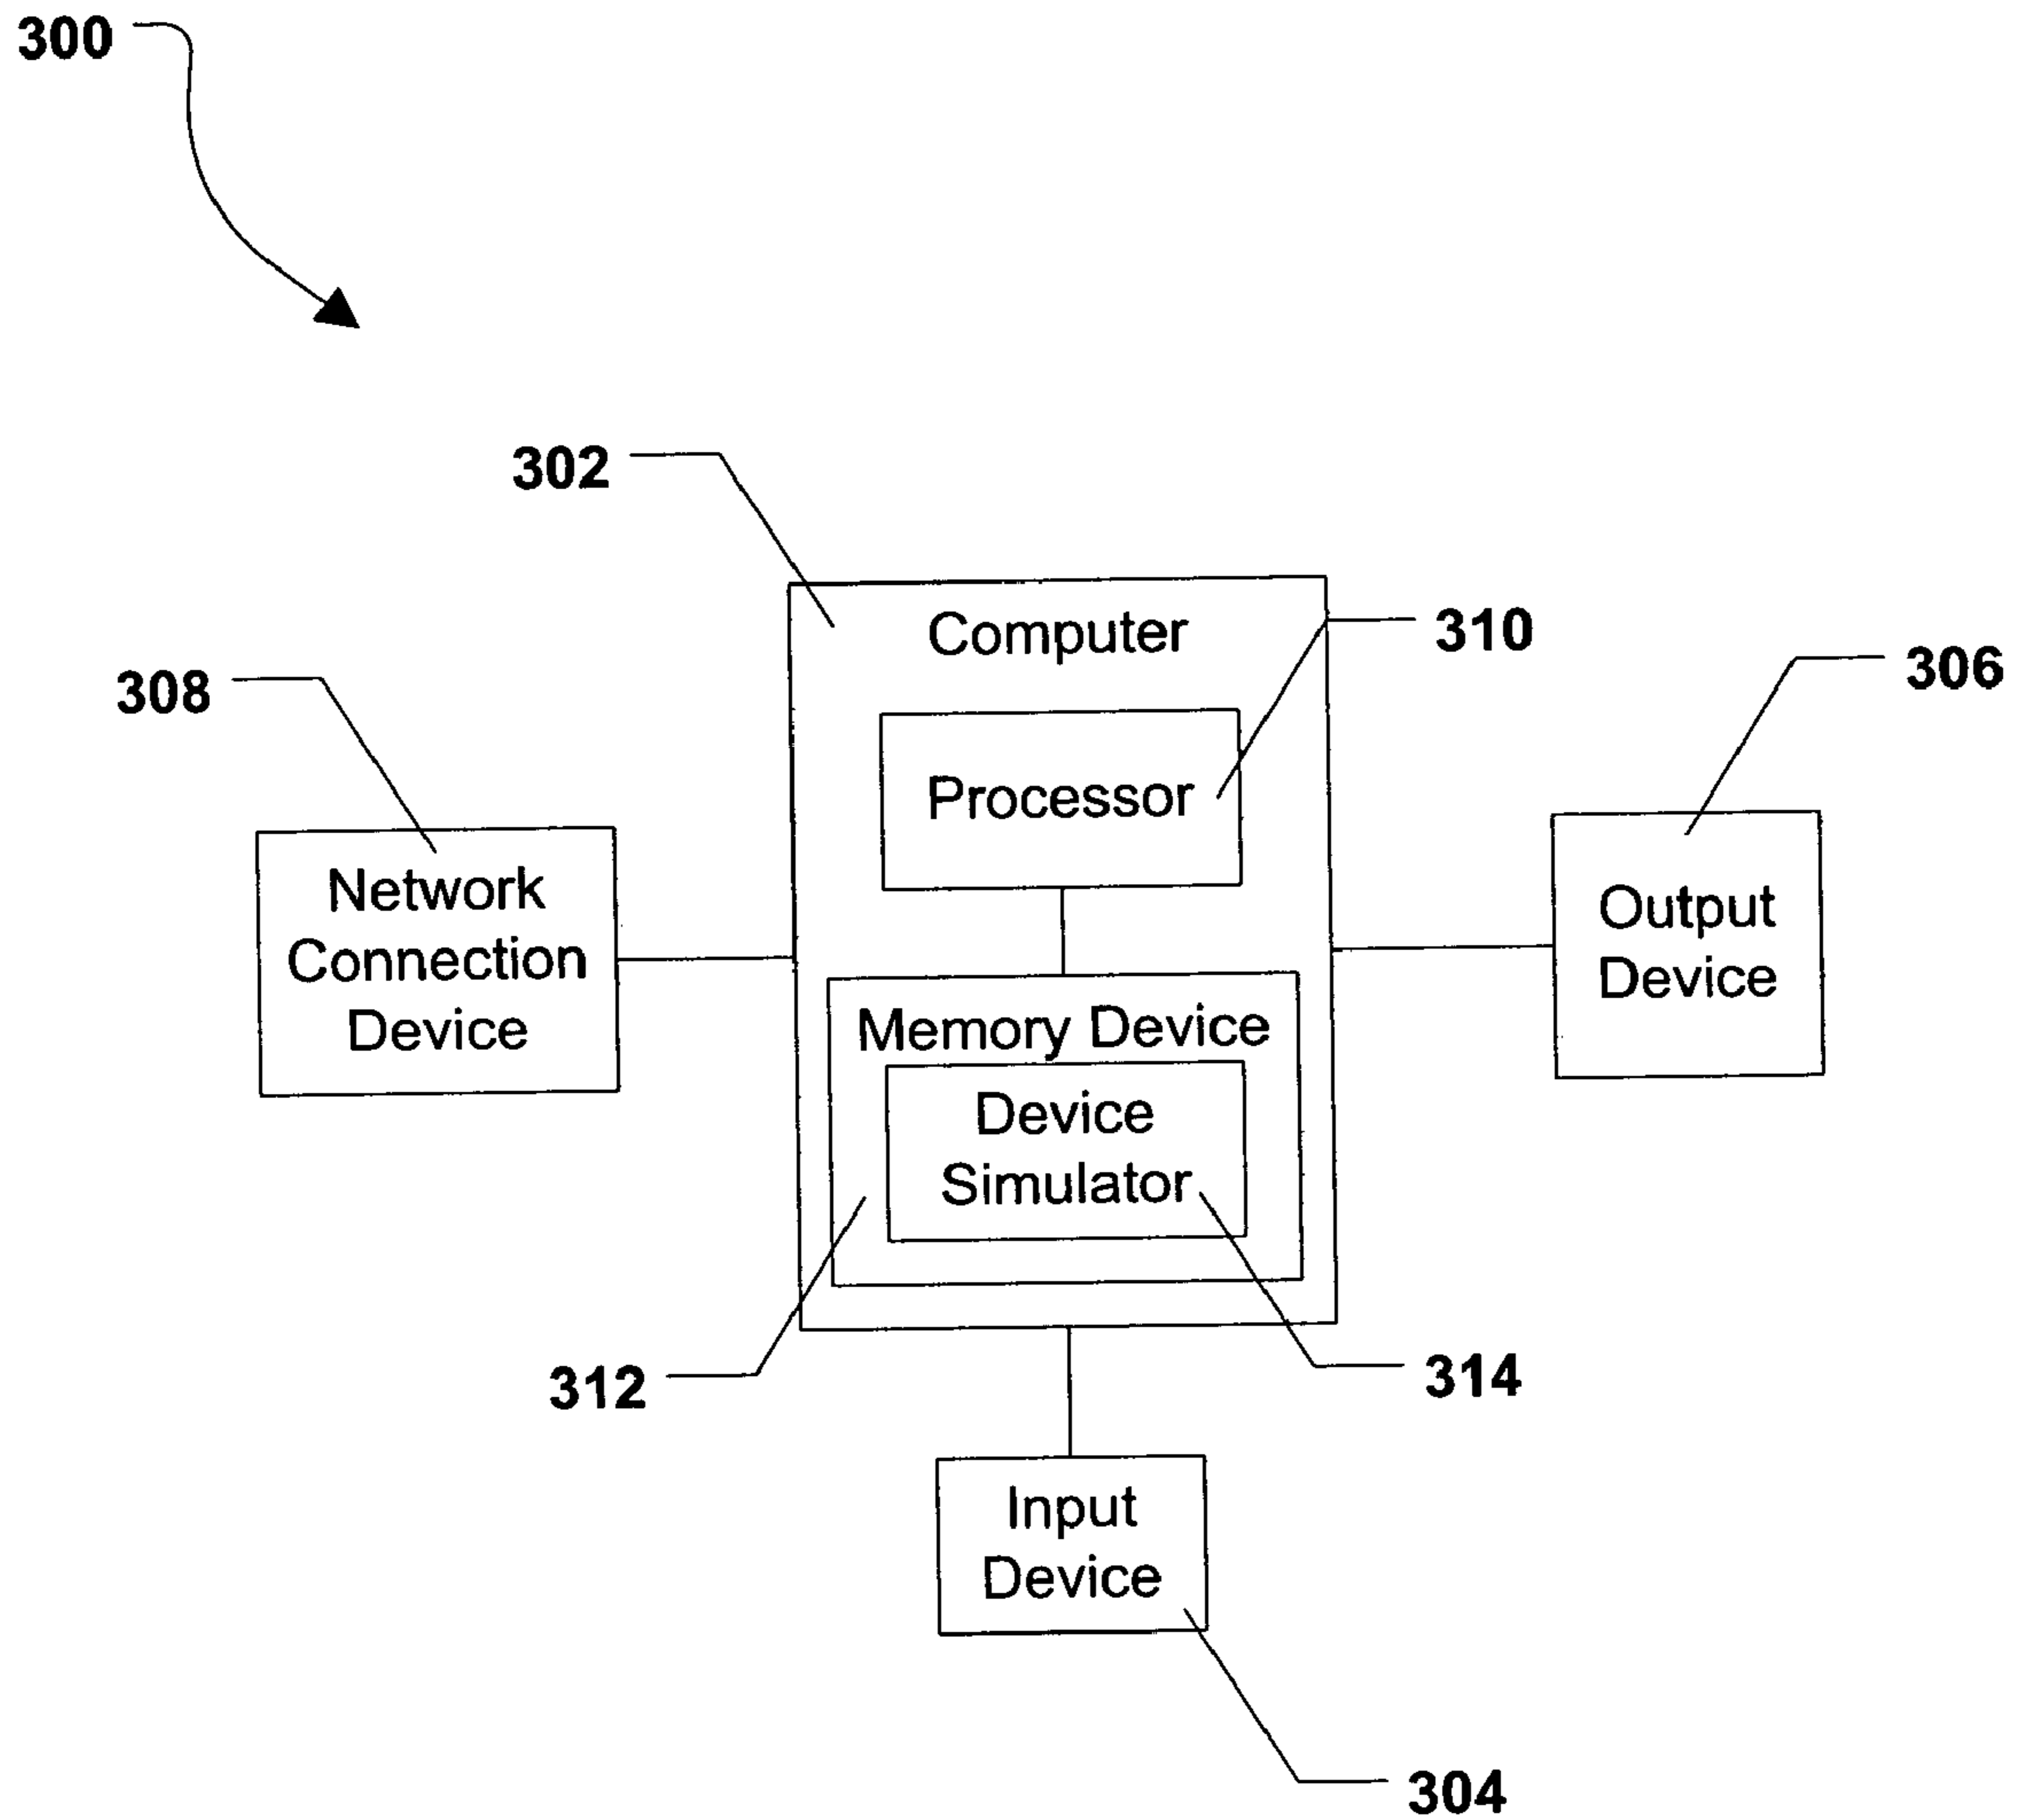 300
302
Computer
310
308
306
Processor
Network
Connection
Device
Output
Device
Memory Device
Device
Simulator
312
314
Input
Device
304